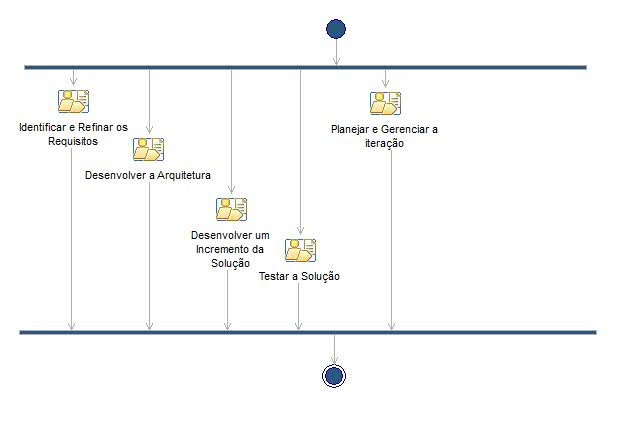 Identificar e Refinar os
Requisitos
Desenvolver a Arquitetura
Desenvolver um
Incremento da
Solução
Testar a Solução
Planejar e Gerenciar a
iteração